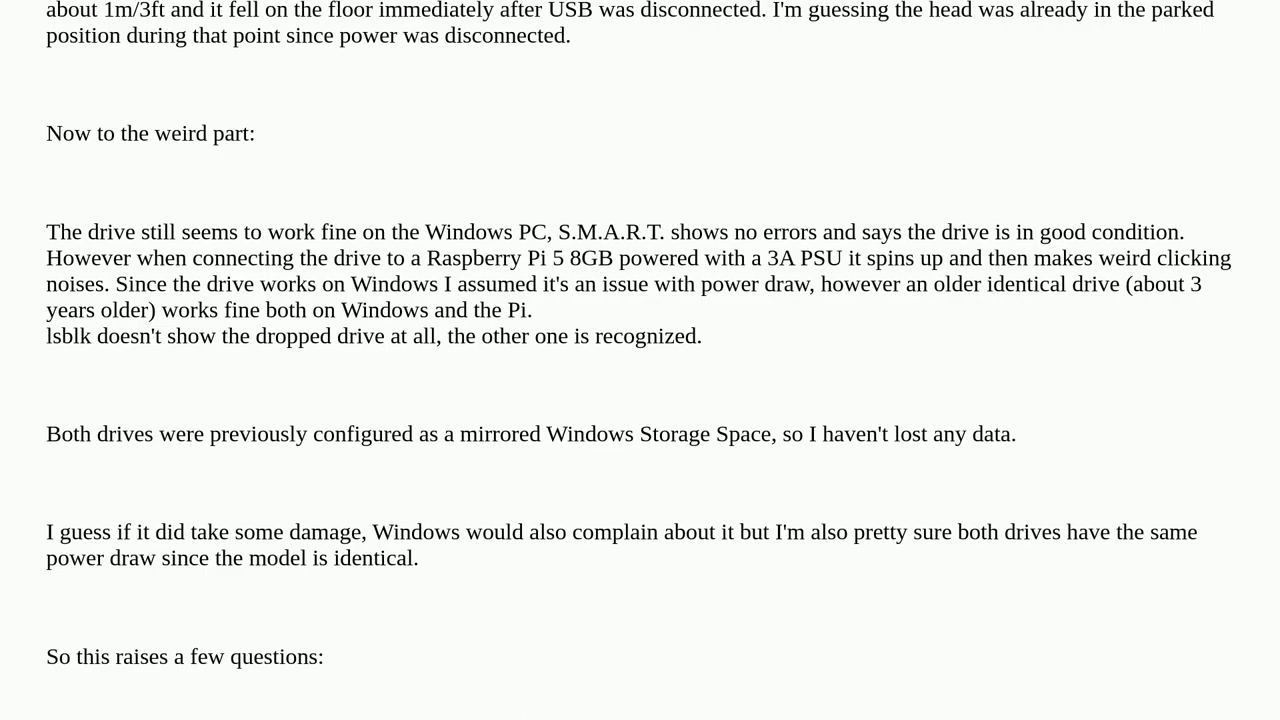 about 1m/3ft and it fell on the floor immediately after USB was disconnected. I'm guessing the head was already in the parked
position during that point since power was disconnected.
Now to the weird part:
The drive still seems to work fine on the Windows PC, S.M.A.R.T. shows no errors and says the drive is in good condition.
However when connecting the drive to a Raspberry Pi 5 8GB powered with a 3A PSU it spins up and then makes weird clicking
noises. Since the drive works on Windows I assumed it's an issue with power draw, however an older identical drive (about 3
years older) works fine both on Windows and the Pi.
lsblk doesn't show the dropped drive at all, the other one is recognized.
Both drives were previously configured as a mirrored Windows Storage Space, so I haven't lost any data.
I guess if it did take some damage, Windows would also complain about it but I'm also pretty sure both drives have the same
power draw since the model is identical.
So this raises a few questions: